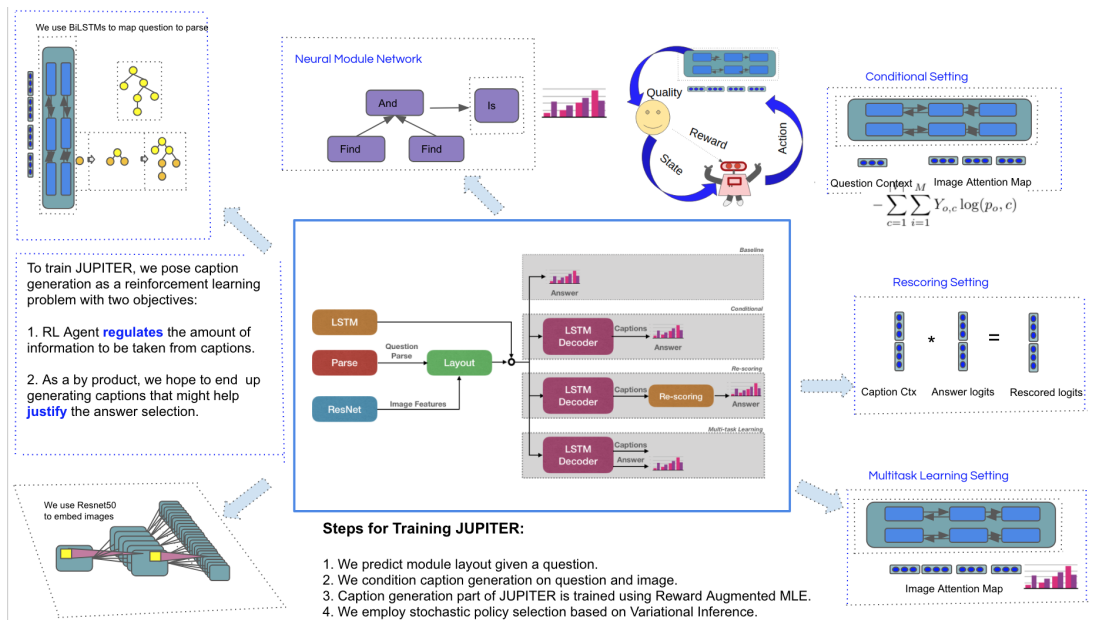 We use BiLSTMs to map question to parse
Neural Module Network
And
Is
Find
Find
Quality
Reward
State
Action
Conditional Setting
Question Context
Image Attention Map
− ∑_{c=1} ∑_{i=1}^{M} Y_{o,c} log(p_o, c)
To train JUPITER, we pose caption
generation as a reinforcement learning
problem with two objectives:
1. RL Agent regulates the amount of
information to be taken from captions.
2. As a by product, we hope to end up
generating captions that might help
justify the answer selection.
Baseline
Answer
Conditional
LSTM
LSTM
Decoder
Captions
Answer
Parse
Question
Parse
Layout
Re-scoring
ResNet
Image Features
LSTM
Decoder
Captions
Re-scoring
Answer
Multi-task Learning
LSTM
Decoder
Captions
Answer
Rescoring Setting
*
=
Caption Ctx
Answer logits
Rescored logits
We use Resnet50
to embed images
Steps for Training JUPITER:
1. We predict module layout given a question.
2. We condition caption generation on question and image.
3. Caption generation part of JUPITER is trained using Reward Augmented MLE.
4. We employ stochastic policy selection based on Variational Inference.
Multitask Learning Setting
Image Attention Map